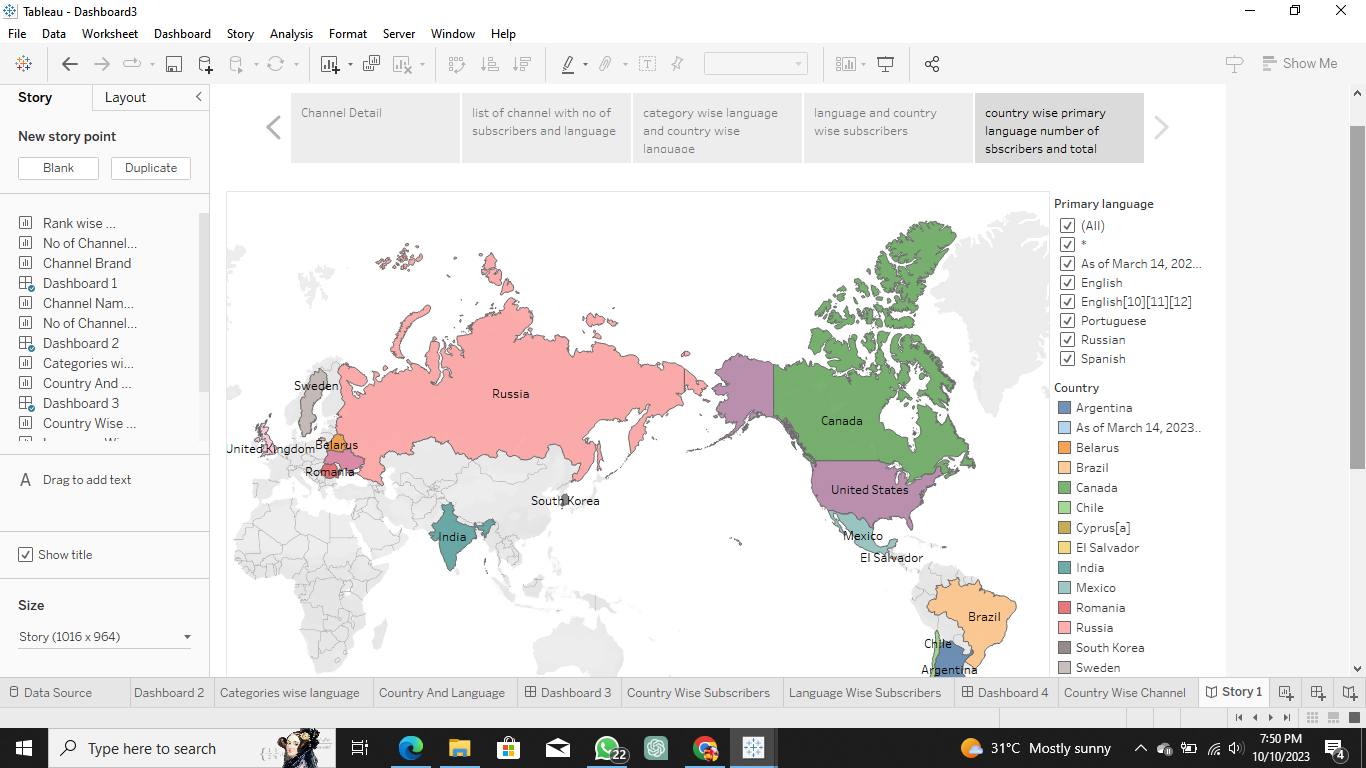 Tableau - Dashboard3
File Data Worksheet Dashboard Story Analysis Format Server Window Help
Show Me
Story Layout
New story point
Blank Duplicate
Rank wise ...
No of Channel...
Channel Brand
Dashboard 1
Channel Nam...
No of Channel...
Dashboard 2
Categories wi...
Country And ...
Dashboard 3
Country Wise ...
A Drag to add text
Show title
Size
Story (1016 x 964)
Channel Detail
list of channel with no of
subscribers and language
category wise language
and country wise
language
language and country
wise subscribers
country wise primary
language number of
sbscribers and total
Russia
Sweden
United Kingdom
Belarus
Romania
South Korea
India
Canada
United States
Mexico
El Salvador
Brazil
Chile
Argentina
Primary language
(All)
*
As of March 14, 202...
English
English[10][11][12]
Portuguese
Russian
Spanish
Country
Argentina
As of March 14, 2023..
Belarus
Brazil
Canada
Chile
Cyprus[a]
El Salvador
India
Mexico
Romania
Russia
South Korea
Sweden
Data Source Dashboard 2 Categories wise language Country And Language Dashboard 3 Country Wise Subscribers Language Wise Subscribers Dashboard 4 Country Wise Channel Story 1
Type here to search
22
31°C Mostly sunny
7:50 PM
10/10/2023
4